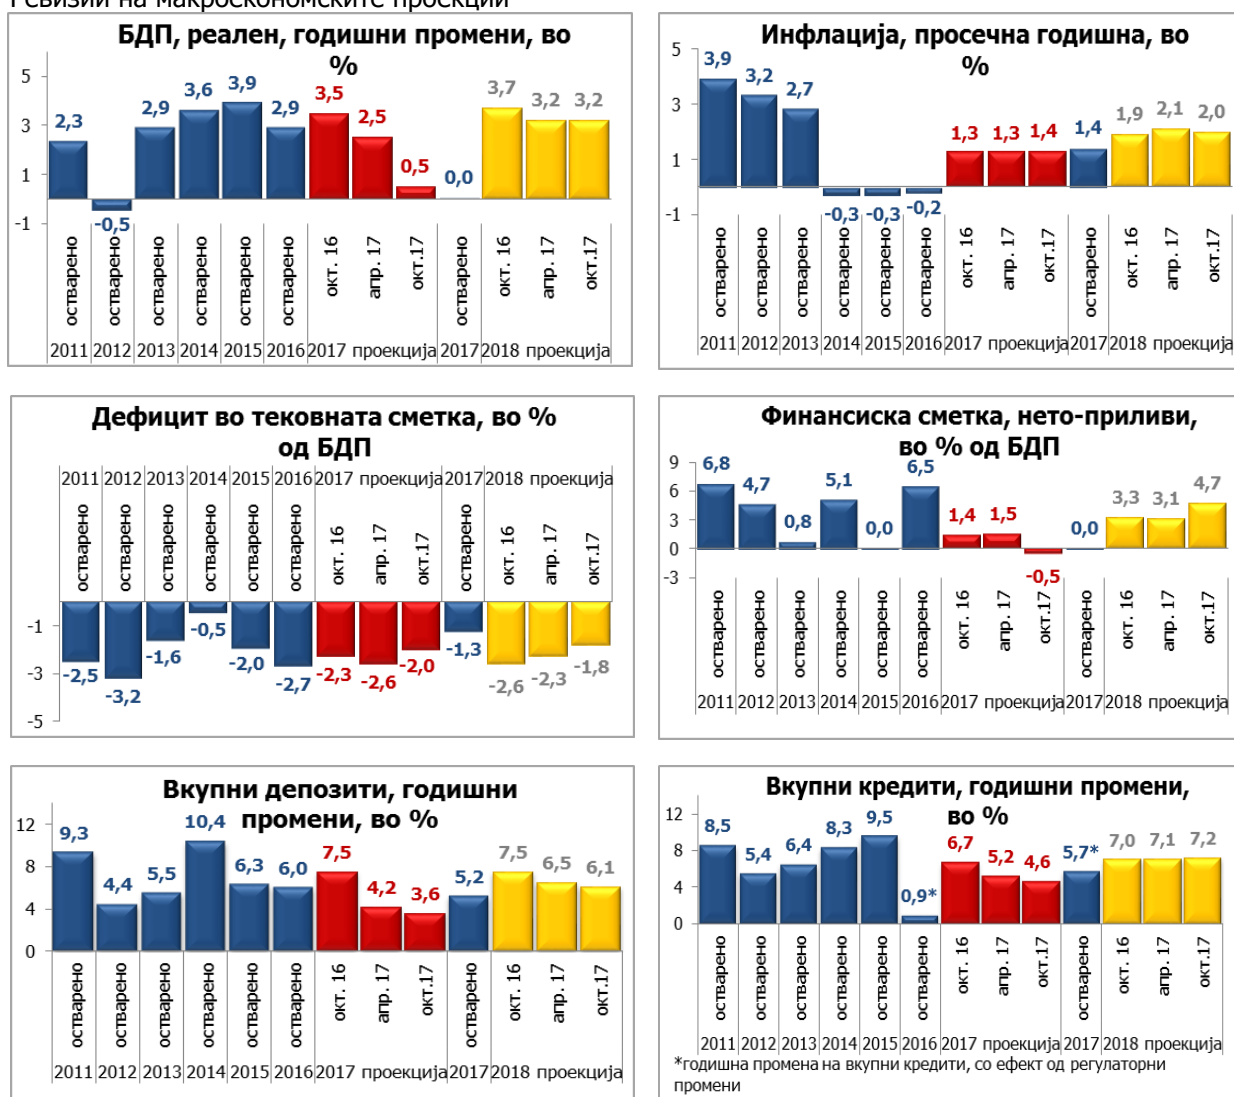 Ревизии на макроекономските проекции
БДП, реален, годишни промени, во
%
5
3
1
-1
2,3
-0,5
2,9
3,6
3,9
2,9
3,5
2,5
0,5
0,0
3,7
3,2
3,2
остварено
остварено
остварено
остварено
остварено
остварено
окт. 16
апр. 17
окт.17
остварено
окт. 16
апр. 17
окт.17
2011 2012 2013 2014 2015 2016 2017 проекција 2017 2018 проекција
Инфлација, просечна годишна, во
%
5
3
1
-1
3,9
3,2
2,7
-0,3
-0,3
-0,2
1,3
1,3
1,4
1,4
1,9
2,1
2,0
остварено
остварено
остварено
остварено
остварено
остварено
окт. 16
апр. 17
окт.17
остварено
окт. 16
апр. 17
окт.17
2011 2012 2013 2014 2015 2016 2017 проекција 2017 2018 проекција
Дефицит во тековната сметка, во %
од БДП
2011 2012 2013 2014 2015 2016 2017 проекција 2017 2018 проекција
остварено
остварено
остварено
остварено
остварено
остварено
окт. 16
апр. 17
окт.17
остварено
окт. 16
апр. 17
окт.17
-1
-3
-5
-2,5
-3,2
-1,6
-0,5
-2,0
-2,7
-2,3
-2,6
-2,0
-1,3
-2,6
-2,3
-1,8
Финансиска сметка, нето-приливи,
во % од БДП
9
6
3
0
-3
6,8
4,7
0,8
5,1
0,0
6,5
1,4
1,5
-0,5
0,0
3,3
3,1
4,7
остварено
остварено
остварено
остварено
остварено
остварено
окт. 16
апр. 17
окт.17
остварено
окт. 16
апр. 17
окт.17
2011 2012 2013 2014 2015 2016 2017 проекција 2017 2018 проекција
Вкупни депозити, годишни
промени, во %
12
8
4
0
9,3
4,4
5,5
10,4
6,3
6,0
7,5
4,2
3,6
5,2
7,5
6,5
6,1
остварено
остварено
остварено
остварено
остварено
остварено
окт. 16
апр. 17
окт.17
остварено
окт. 16
апр. 17
окт.17
2011 2012 2013 2014 2015 2016 2017 проекција 2017 2018 проекција
Вкупни кредити, годишни промени,
во %
12
8
4
0
8,5
5,4
6,4
8,3
9,5
0,9*
6,7
5,2
4,6
5,7*
7,0
7,1
7,2
остварено
остварено
остварено
остварено
остварено
остварено
окт. 16
апр. 17
окт.17
остварено
окт. 16
апр. 17
окт.17
2011 2012 2013 2014 2015 2016 2017 проекција 2017 2018 проекција
*годишна промена на вкупни кредити, со ефект од регулаторни
промени